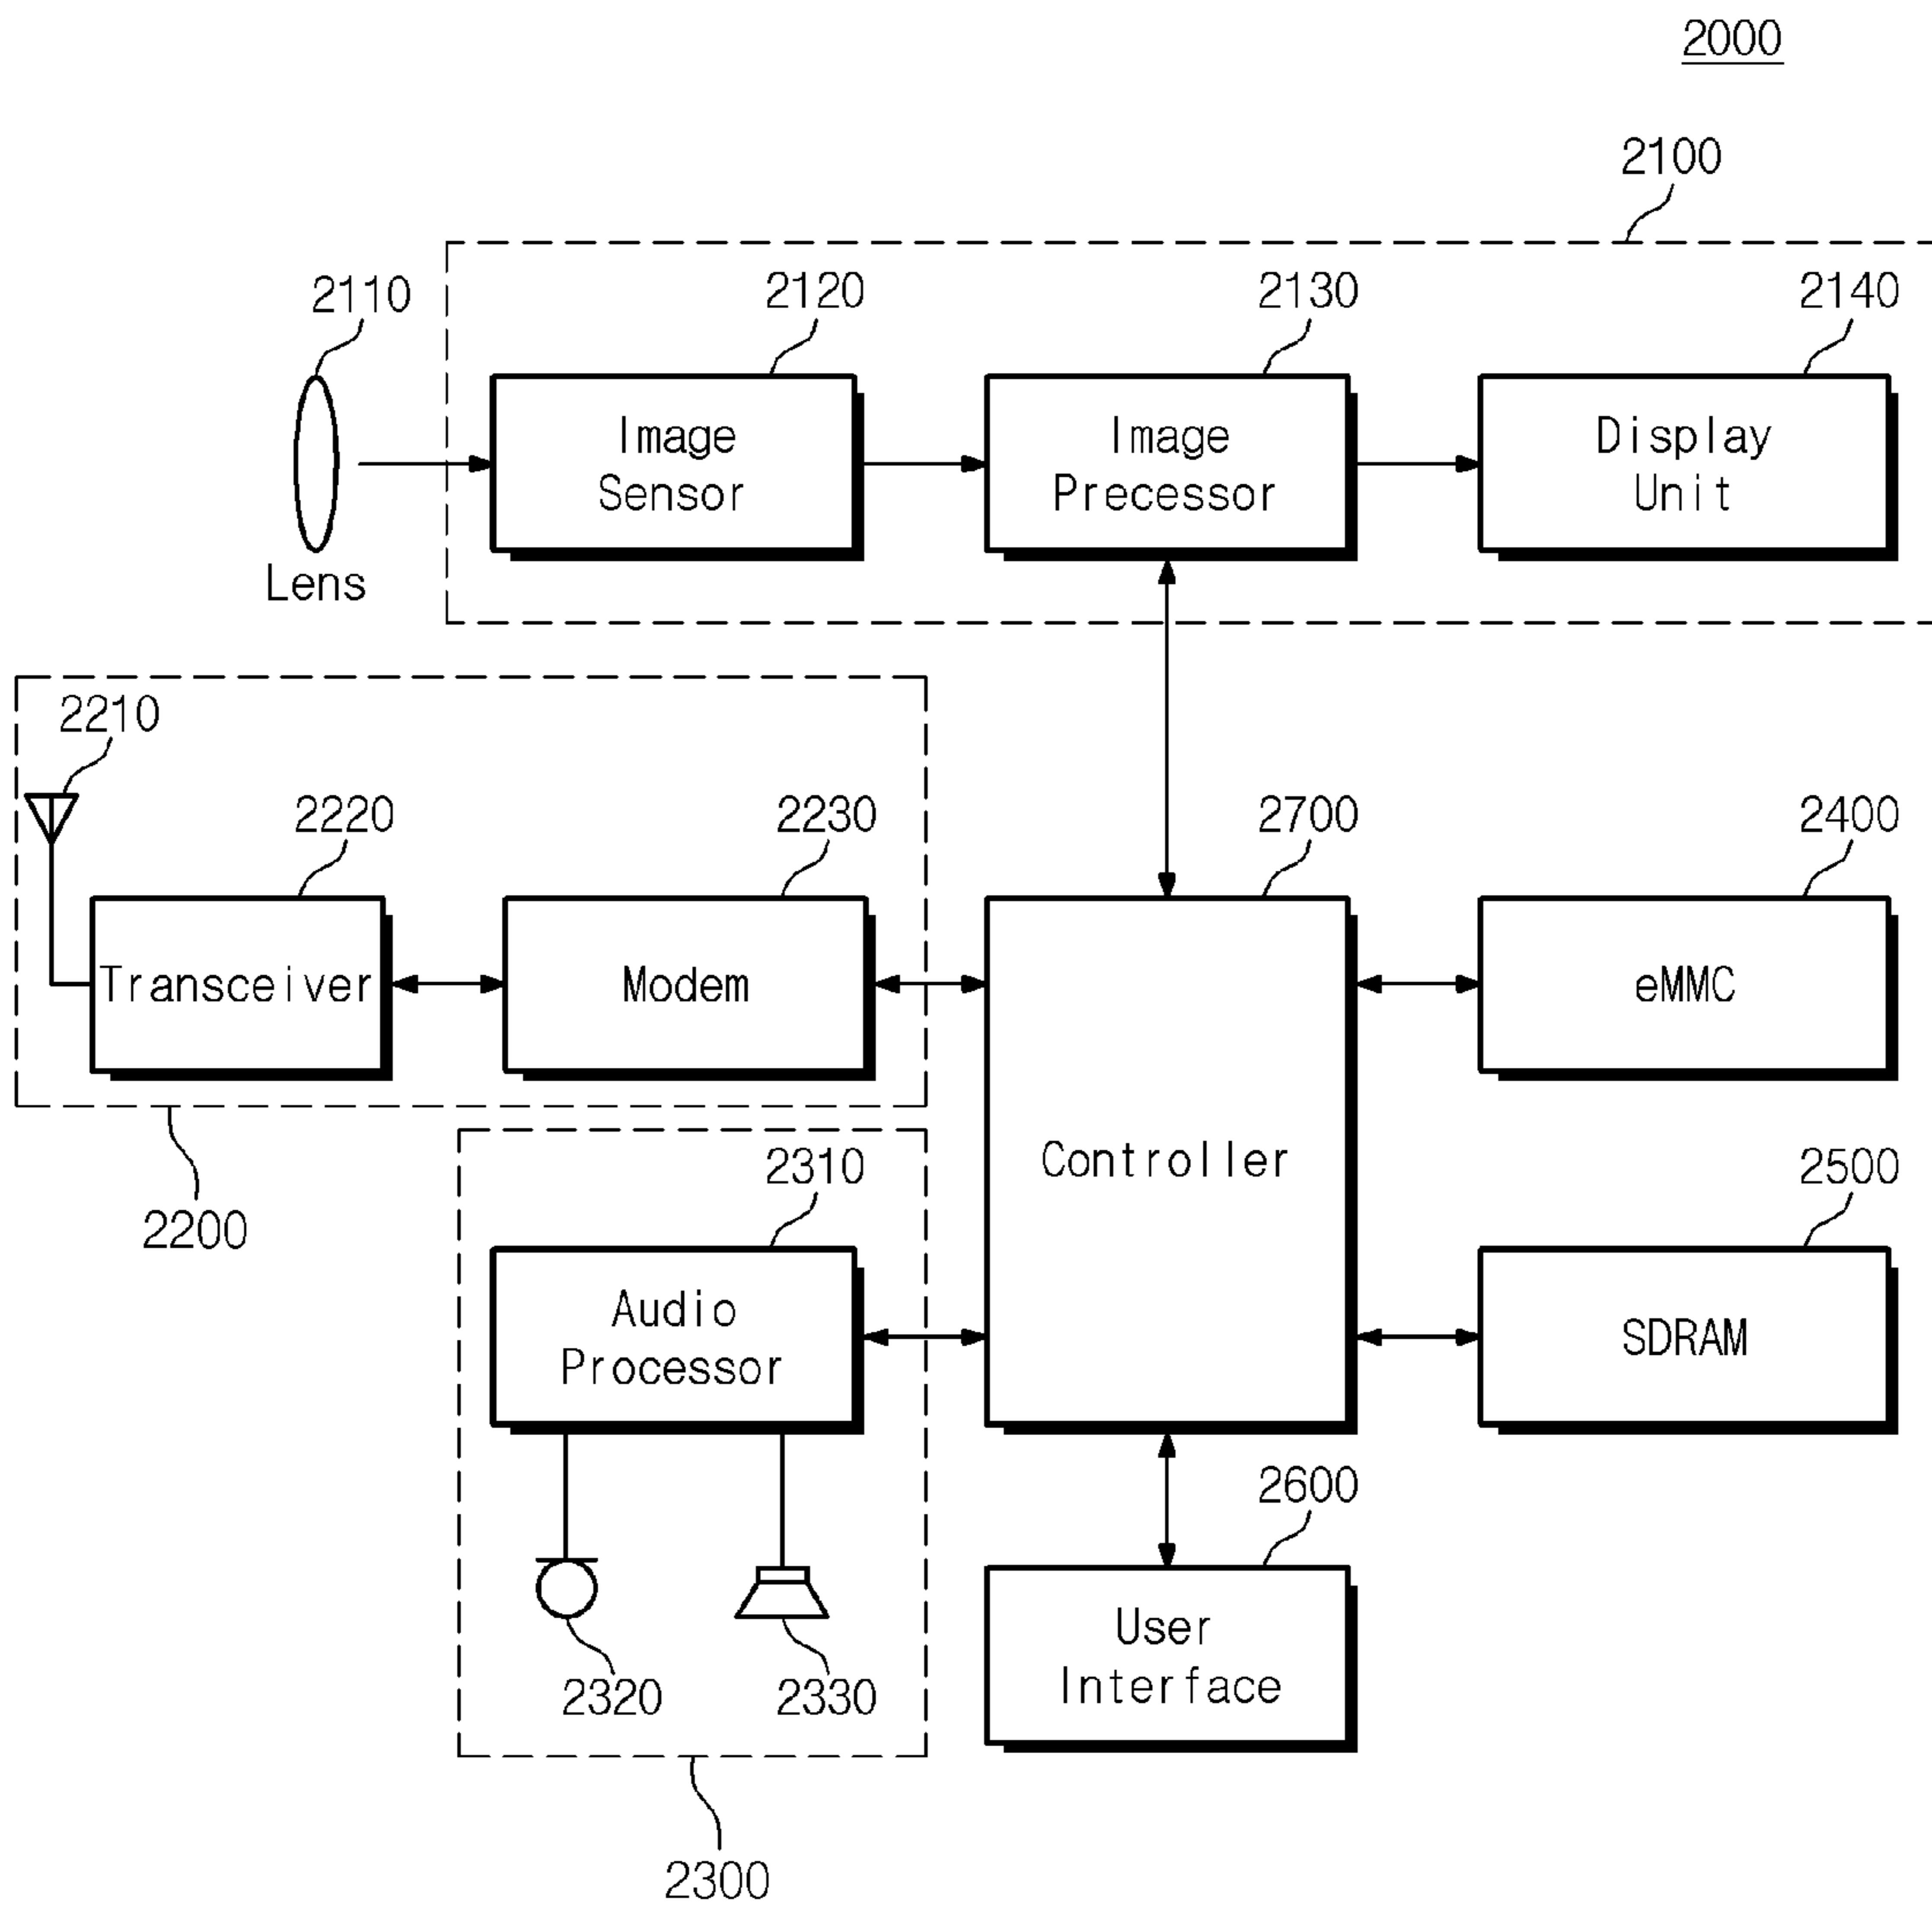 2000
2100
2110
2120
2130
2140
Image
Sensor
Image
Precessor
Display
Unit
Lens
2210
2220
2230
2700
2400
Transceiver
Modem
eMMC
Controller
2200
2310
2500
Audio
Processor
SDRAM
2600
User
Interface
2320
2330
2300